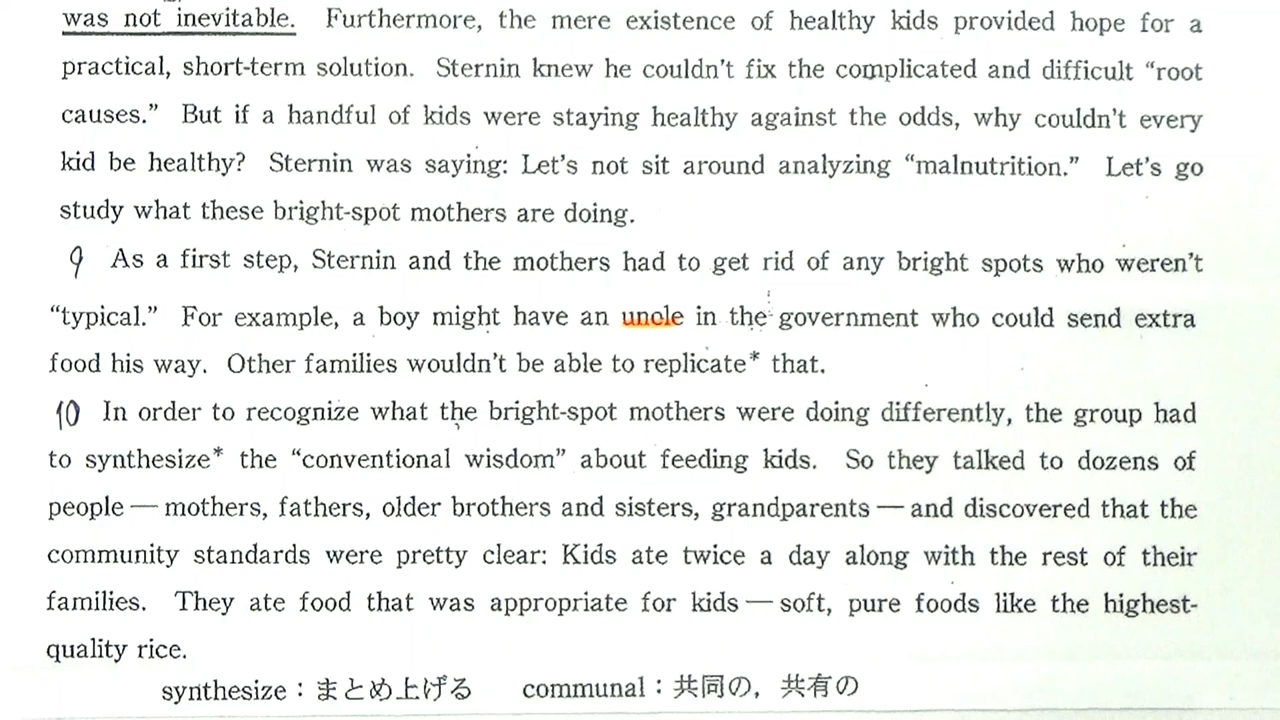 was not inevitable. Furthermore, the mere existence of healthy kids provided hope for a
practical, short-term solution. Sternin knew he couldn't fix the complicated and difficult “root
causes.” But if a handful of kids were staying healthy against the odds, why couldn't every
kid be healthy? Sternin was saying: Let's not sit around analyzing “malnutrition.” Let's go
study what these bright-spot mothers are doing.
9 As a first step, Sternin and the mothers had to get rid of any bright spots who weren't
“typical.” For example, a boy might have an uncle in the government who could send extra
food his way. Other families wouldn't be able to replicate* that.
10 In order to recognize what the bright-spot mothers were doing differently, the group had
to synthesize* the “conventional wisdom” about feeding kids. So they talked to dozens of
people — mothers, fathers, older brothers and sisters, grandparents — and discovered that the
community standards were pretty clear: Kids ate twice a day along with the rest of their
families. They ate food that was appropriate for kids — soft, pure foods like the highest-
quality rice.
synthesize：まとめ上げる communal：共同の，共有の